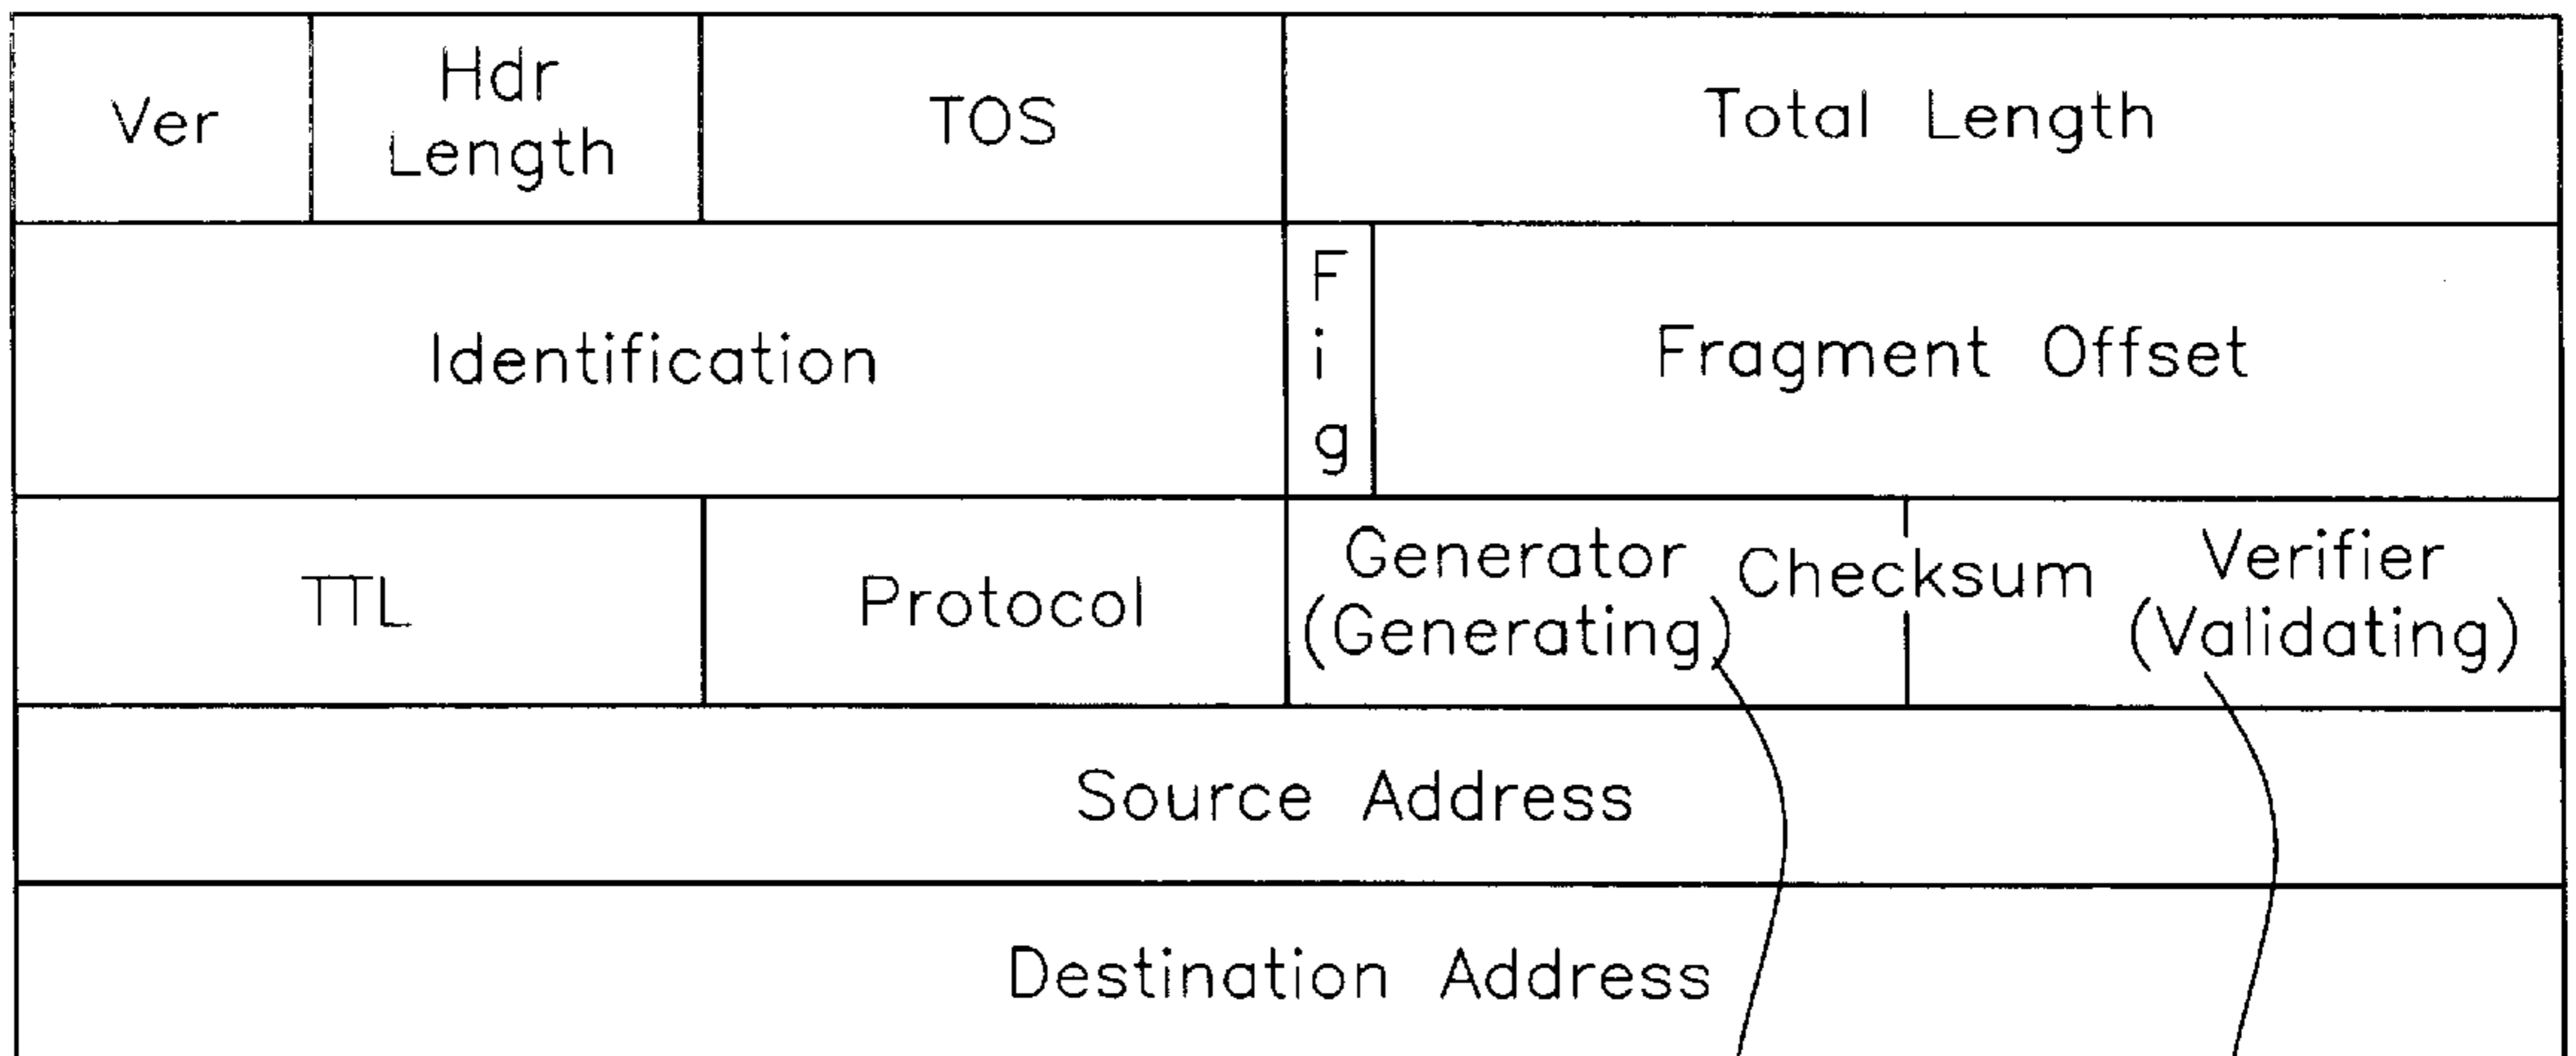 Ver
Hdr
Length
TOS
Total Length
Identification
F
i
g
Fragment Offset
TTL
Protocol
Generator
(Generating)
Checksum
Verifier
(Validating)
Source Address
Destination Address